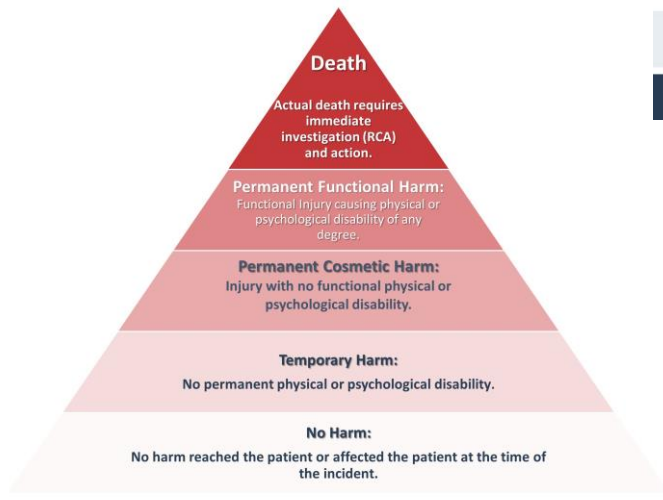 Death
Actual death requires
immediate
investigation (RCA)
and action.
Permanent Functional Harm:
Functional Injury causing physical or
psychological disability of any
degree.
Permanent Cosmetic Harm:
Injury with no functional physical or
psychological disability.
Temporary Harm:
No permanent physical or psychological disability.
No Harm:
No harm reached the patient or affected the patient at the time of
the incident.